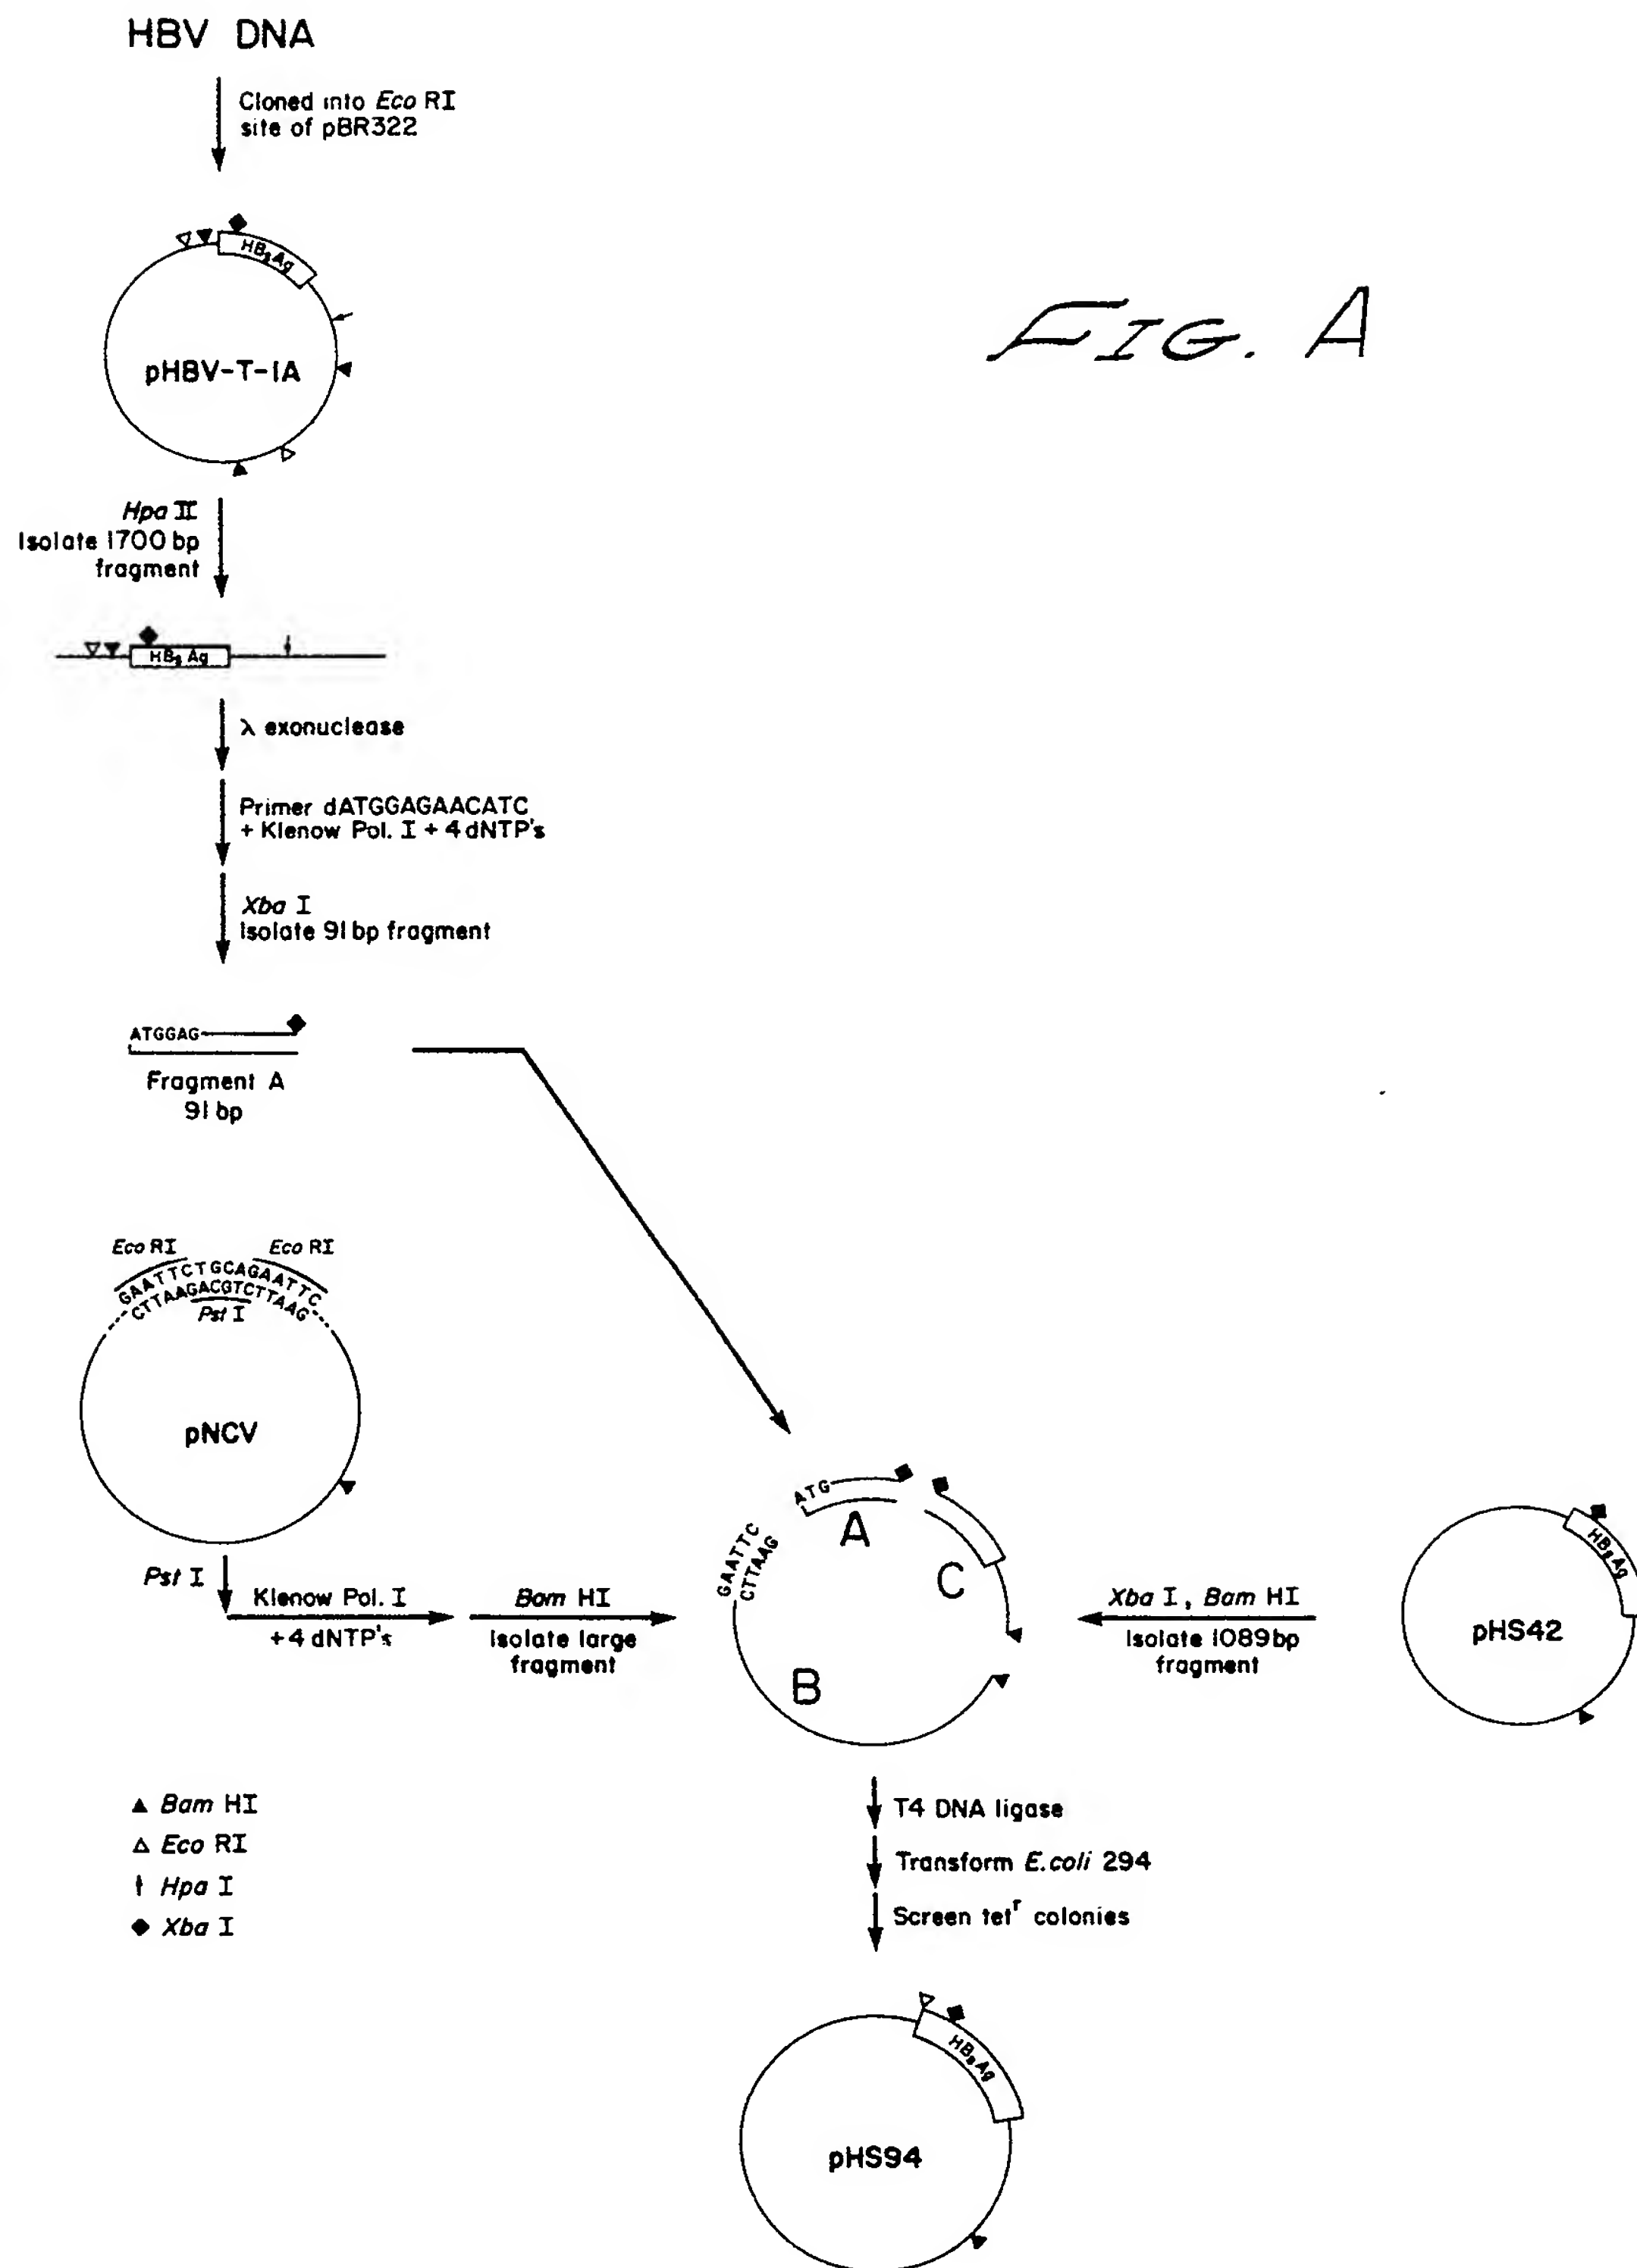 HBV DNA
Cloned into Eco RI
site of pBR322
HBsAg
pHBV-T-1A
FIG. A
Hpa II
Isolate 1700 bp
fragment
HBs Ag
λ exonuclease
Primer dATGGAGAACATC
+ Klenow Pol. I + 4 dNTP's
Xba I
Isolate 91 bp fragment
ATGGAG
Fragment A
91 bp
Eco RI
Eco RI
GAATTCTGCAGAATTC
CTTAAGACGTCTTAAG
Pst I
pNCV
Pst I
Klenow Pol. I
+4 dNTP's
Bam HI
Isolate large
fragment
ATG
A
GAATTC
CTTAAG
C
B
Xba I, Bam HI
Isolate 1089 bp
fragment
HBsAg
pHS42
▲ Bam HI
△ Eco RI
† Hpa I
◆ Xba I
T4 DNA ligase
Transform E. coli 294
Screen tetʳ colonies
HBsAg
pHS94